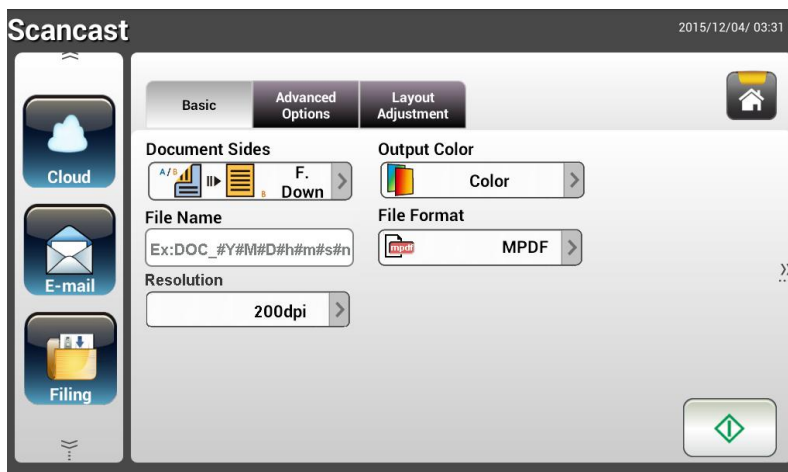 Scancast
2015/12/04/ 03:31
Cloud
E-mail
Filing
Basic
Advanced
Options
Layout
Adjustment
Document Sides
A/B
B
F.
Down
Output Color
Color
File Name
Ex:DOC_#Y#M#D#h#m#s#n
File Format
mpdf
MPDF
Resolution
200dpi